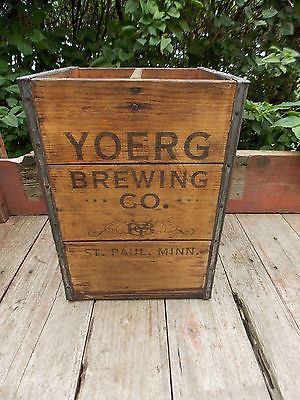 YOERG
BREWING
CO.
ST. PAUL, MINN.